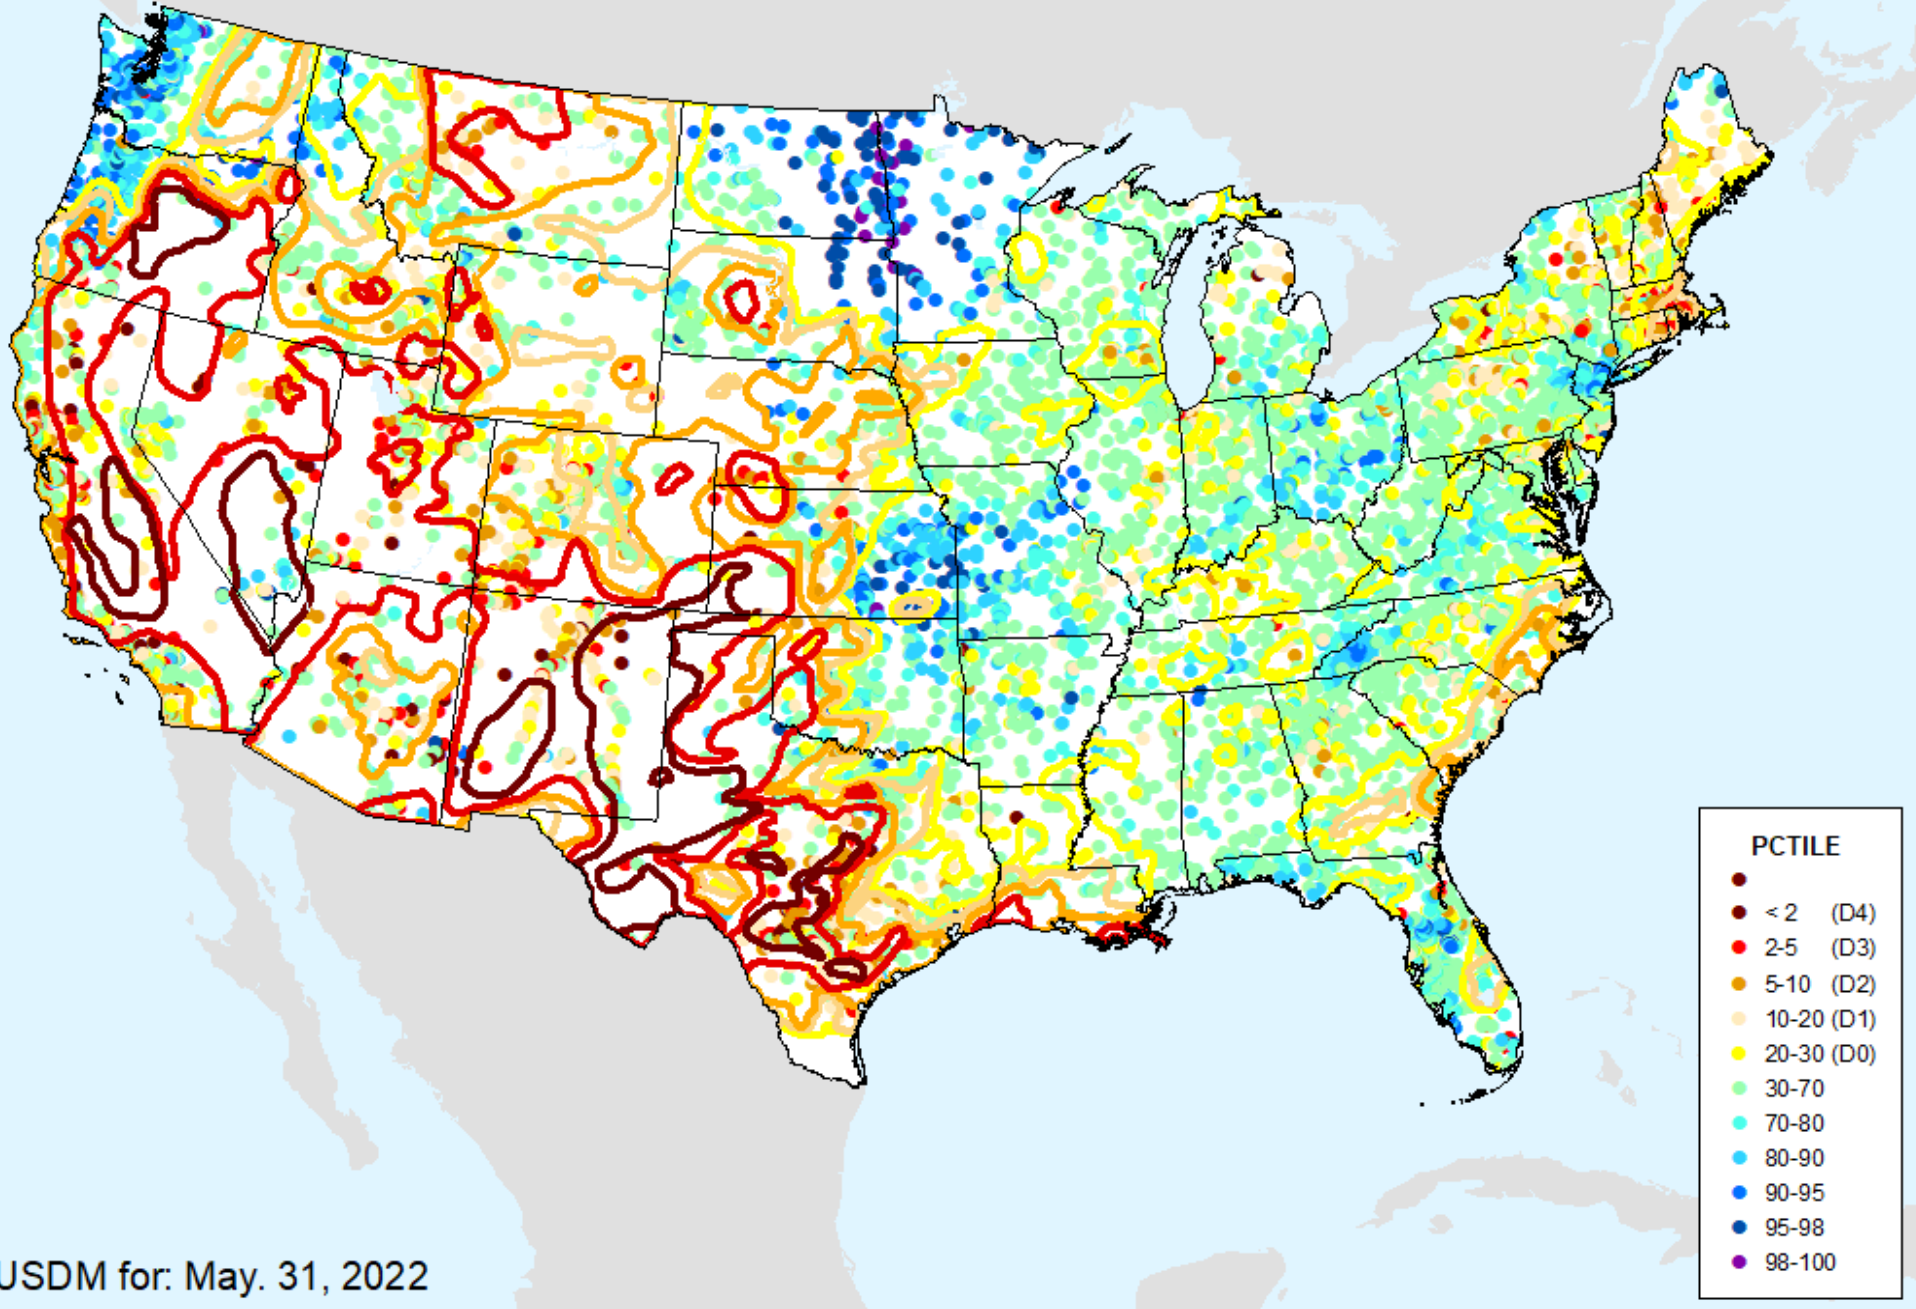 PCTILE
< 2 (D4)
2-5 (D3)
5-10 (D2)
10-20 (D1)
20-30 (D0)
30-70
70-80
80-90
90-95
95-98
98-100
USDM for: May. 31, 2022